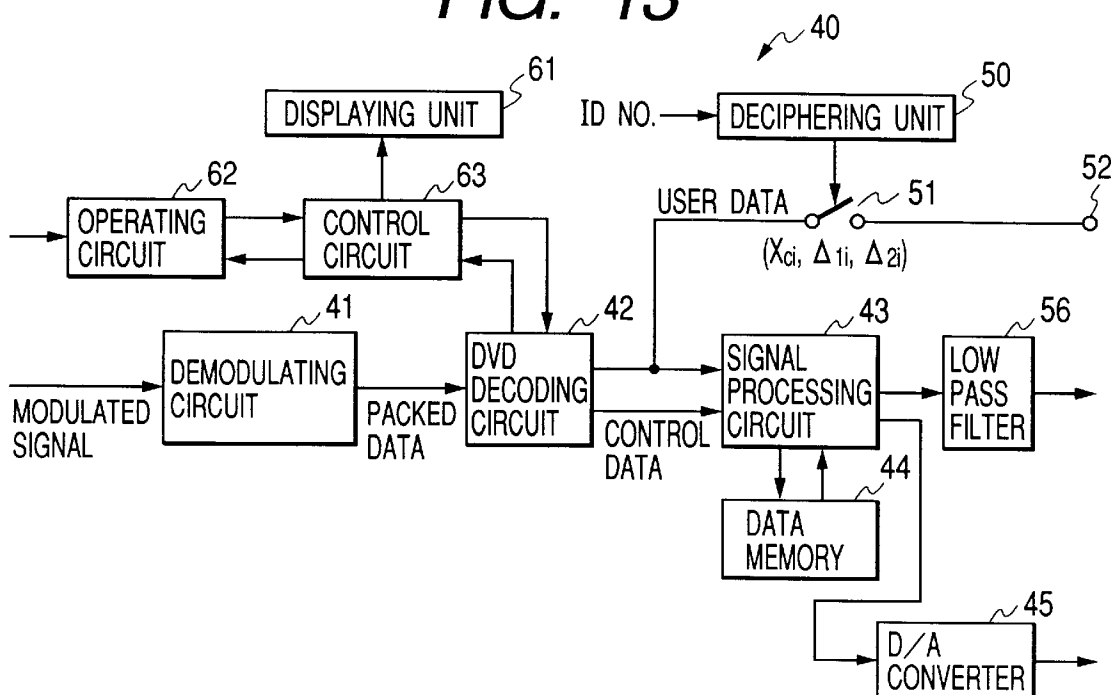 FIG. 13
40
61
DISPLAYING UNIT
50
ID NO.
DECIPHERING UNIT
62
OPERATING
CIRCUIT
63
CONTROL
CIRCUIT
USER DATA
51
52
(Xci, Δ1i, Δ2i)
41
DEMODULATING
CIRCUIT
MODULATED
SIGNAL
PACKED
DATA
42
DVD
DECODING
CIRCUIT
CONTROL
DATA
43
SIGNAL
PROCESSING
CIRCUIT
56
LOW
PASS
FILTER
44
DATA
MEMORY
45
D/A
CONVERTER